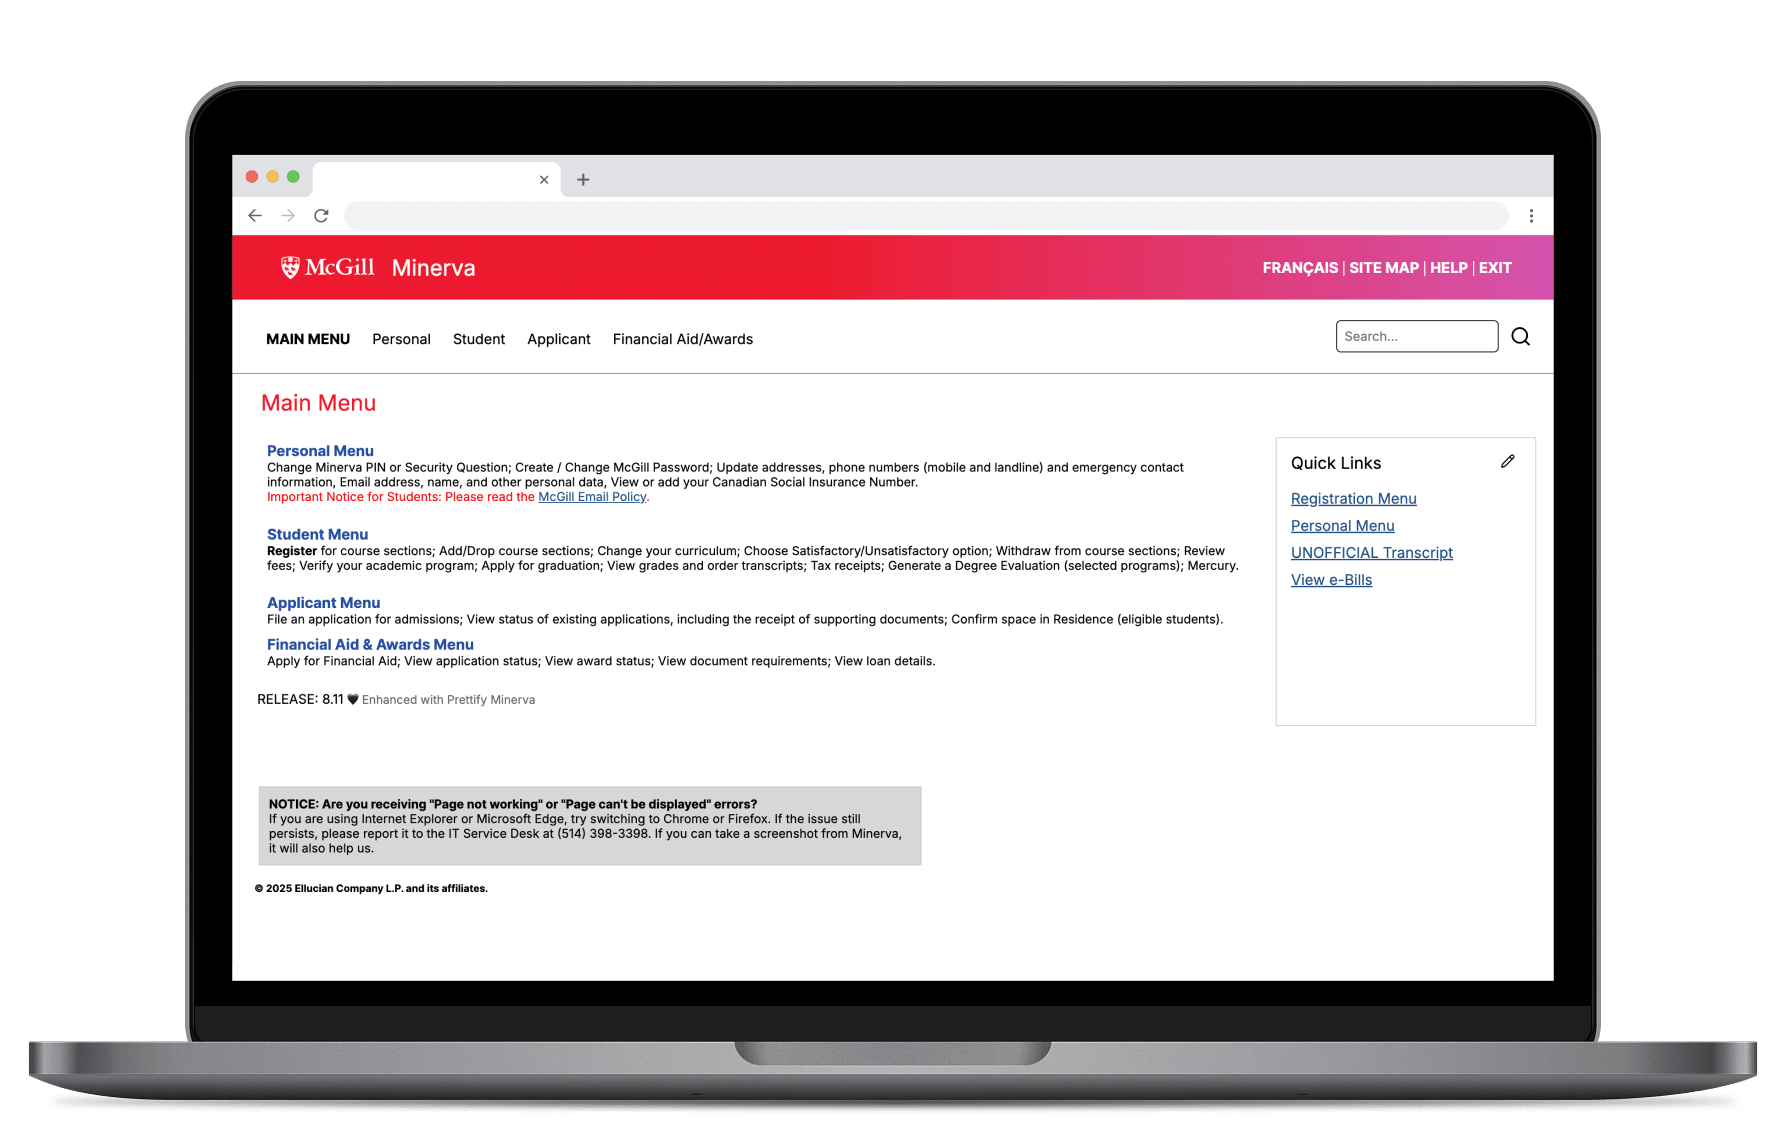 McGill Minerva
FRANÇAIS | SITE MAP | HELP | EXIT
MAIN MENU Personal Student Applicant Financial Aid/Awards
Search...
Main Menu
Personal Menu
Change Minerva PIN or Security Question; Create / Change McGill Password; Update addresses, phone numbers (mobile and landline) and emergency contact
information, Email address, name, and other personal data, View or add your Canadian Social Insurance Number.
Important Notice for Students: Please read the McGill Email Policy.
Student Menu
Register for course sections; Add/Drop course sections; Change your curriculum; Choose Satisfactory/Unsatisfactory option; Withdraw from course sections; Review
fees; Verify your academic program; Apply for graduation; View grades and order transcripts; Tax receipts; Generate a Degree Evaluation (selected programs); Mercury.
Applicant Menu
File an application for admissions; View status of existing applications, including the receipt of supporting documents; Confirm space in Residence (eligible students).
Financial Aid & Awards Menu
Apply for Financial Aid; View application status; View award status; View document requirements; View loan details.
RELEASE: 8.11 🖤 Enhanced with Prettify Minerva
Quick Links
Registration Menu
Personal Menu
UNOFFICIAL Transcript
View e-Bills
NOTICE: Are you receiving "Page not working" or "Page can't be displayed" errors?
If you are using Internet Explorer or Microsoft Edge, try switching to Chrome or Firefox. If the issue still
persists, please report it to the IT Service Desk at (514) 398-3398. If you can take a screenshot from Minerva,
it will also help us.
© 2025 Ellucian Company L.P. and its affiliates.